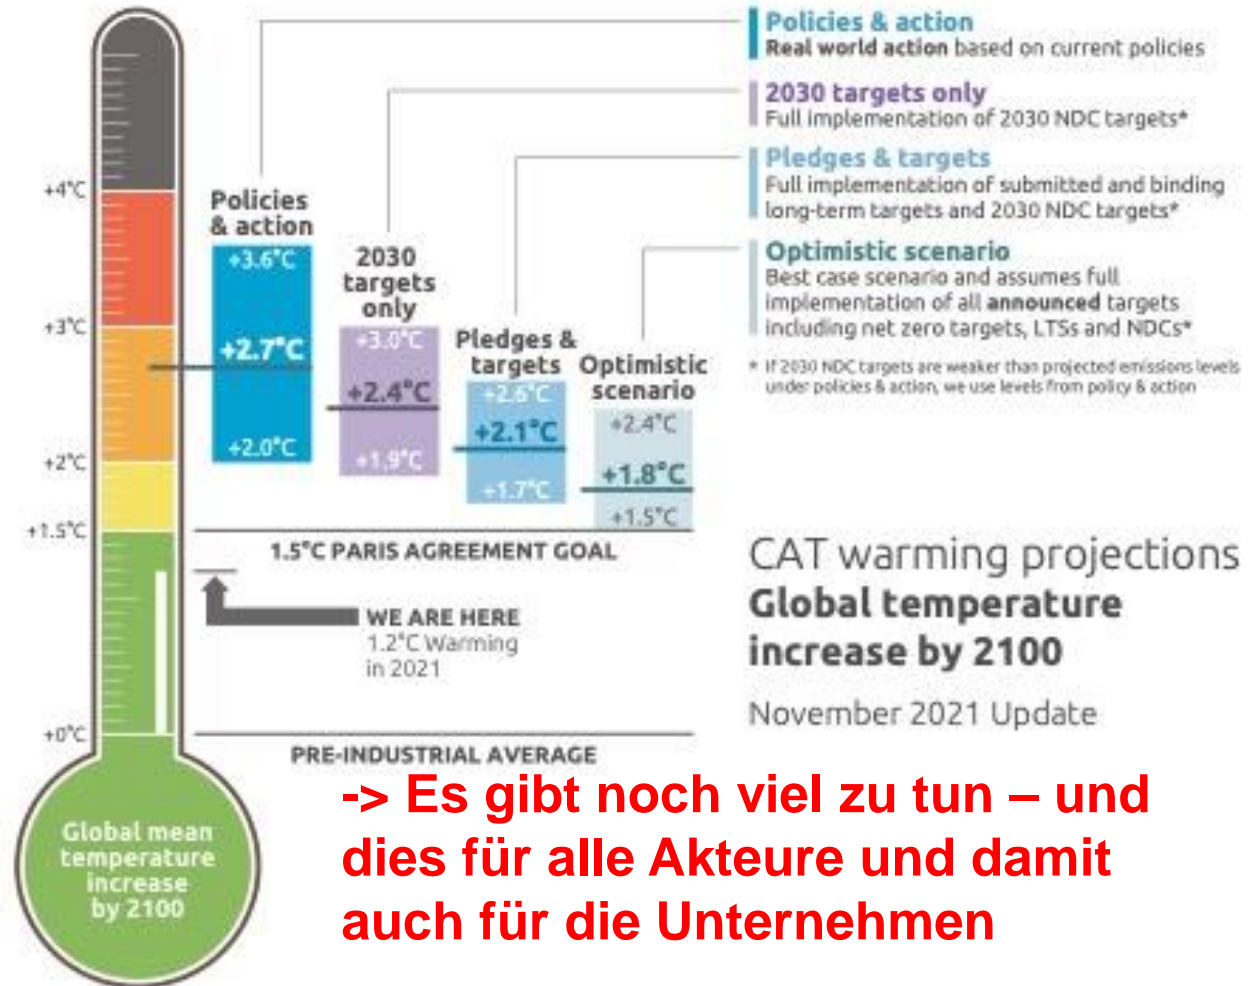 Policies & action
Real world action based on current policies
2030 targets only
Full implementation of 2030 NDC targets*
Pledges & targets
Full implementation of submitted and binding
long-term targets and 2030 NDC targets*
Optimistic scenario
Best case scenario and assumes full
implementation of all announced targets
including net zero targets, LTSs and NDCs*
* If 2030 NDC targets are weaker than projected emissions levels
under policies & action, we use levels from policy & action
+4°C
+3°C
+2°C
+1.5°C
+0°C
Policies
& action
+3.6°C
+2.7°C
+2.0°C
2030
targets
only
+3.0°C
+2.4°C
+1.9°C
Pledges &
targets
+2.6°C
+2.1°C
+1.7°C
Optimistic
scenario
+2.4°C
+1.8°C
+1.5°C
1.5°C PARIS AGREEMENT GOAL
WE ARE HERE
1.2°C Warming
in 2021
PRE-INDUSTRIAL AVERAGE
CAT warming projections
Global temperature
increase by 2100
November 2021 Update
Global mean
temperature
increase
by 2100
-> Es gibt noch viel zu tun – und
dies für alle Akteure und damit
auch für die Unternehmen